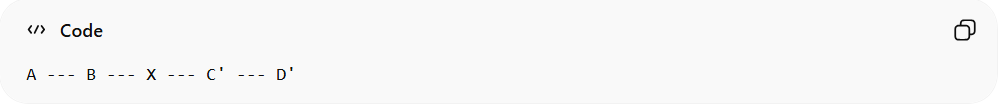 Code
A --- B --- X --- C' --- D'